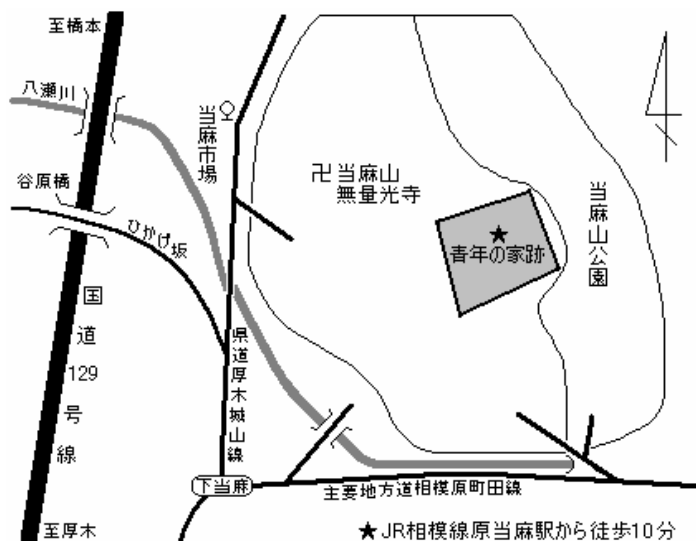 至橋本
八瀬川
谷原橋
ひかげ坂
国道129号線
至厚木
当麻市場
県道厚木城山線
下当麻
卍当麻山
無量光寺
★
青年の家跡
当麻山公園
主要地方道相模原町田線
★JR相模線原当麻駅から徒歩10分